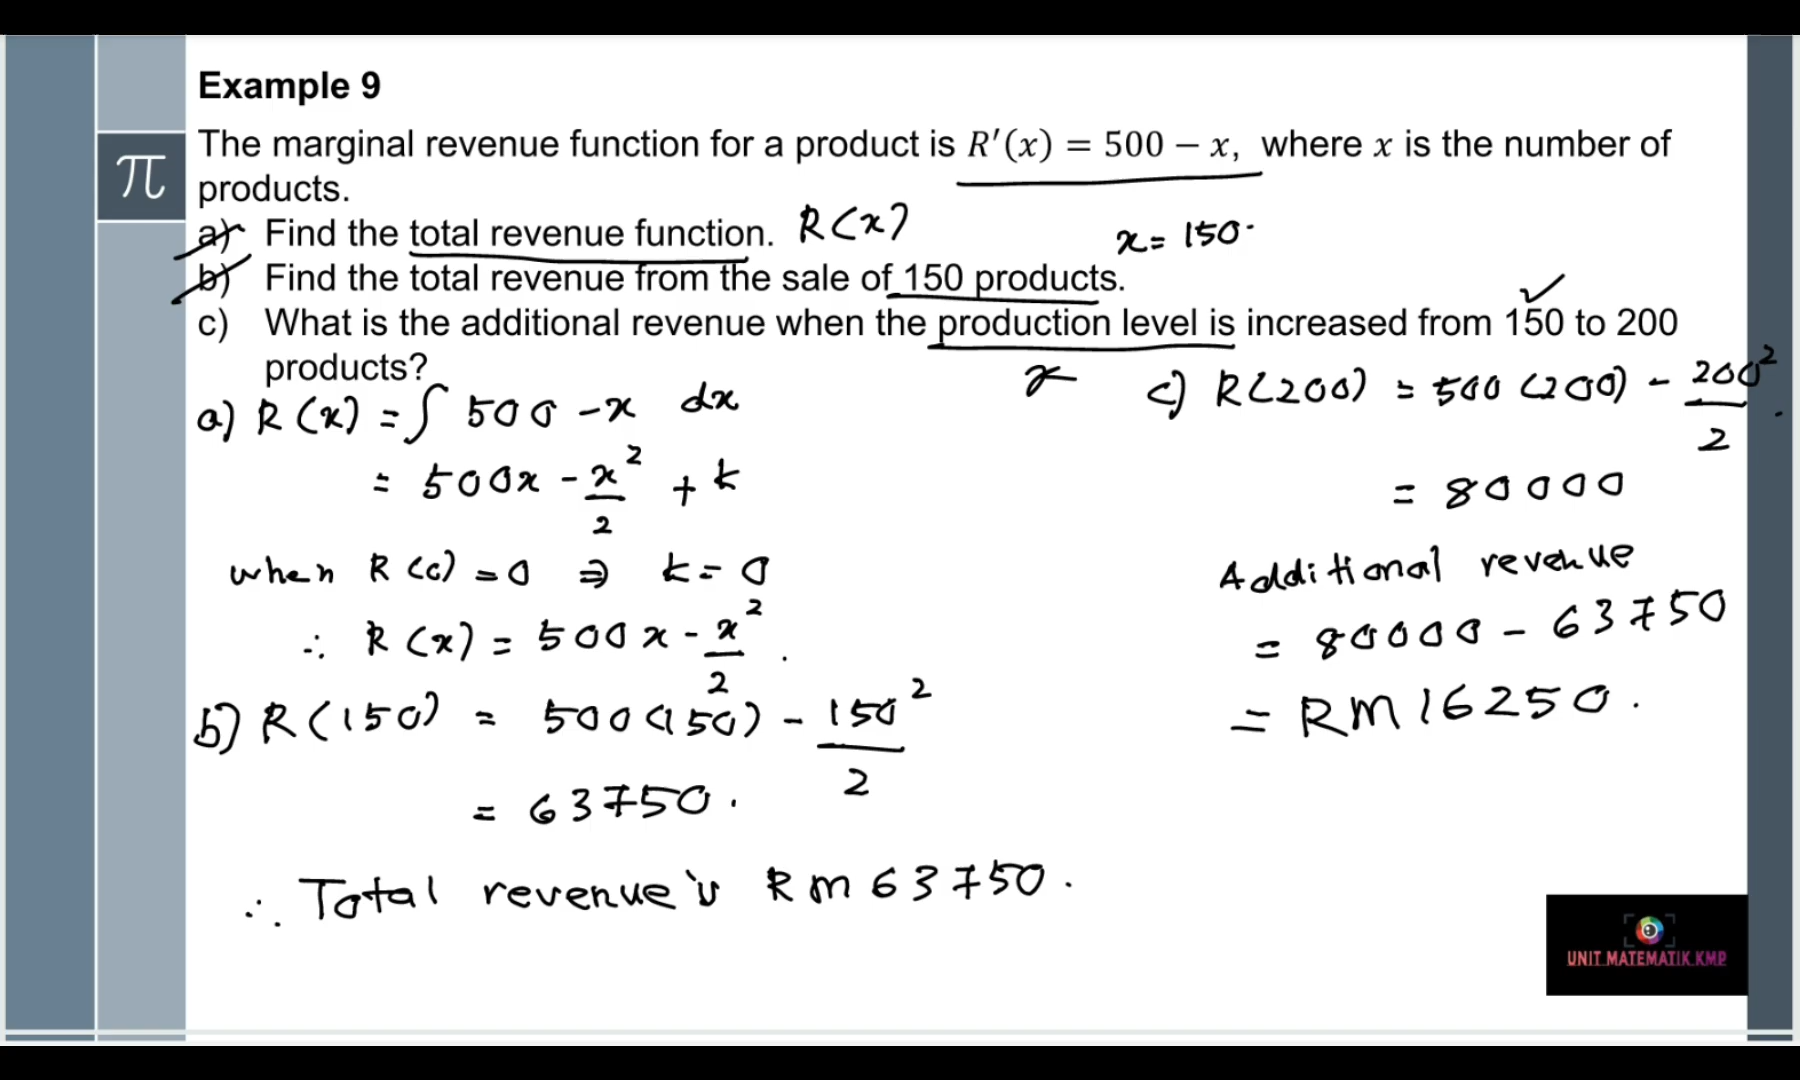 Example 9
The marginal revenue function for a product is R′(x) = 500 − x, where x is the number of
products.
a) Find the total revenue function. R(x)
x = 150.
b) Find the total revenue from the sale of 150 products.
c) What is the additional revenue when the production level is increased from 150 to 200
products?
x
a) R(x) = ∫ 500 - x dx
= 500x - x²/2 + k
when R(0) = 0 ⇒ k = 0
∴ R(x) = 500x - x²/2.
b) R(150) = 500(150) - 150²/2
= 63750.
∴ Total revenue is RM 63750.
c) R(200) = 500(200) - 200²/2.
= 80000
Additional revenue
= 80000 - 63750
= RM 16250.
π
UNIT MATEMATIK KMP